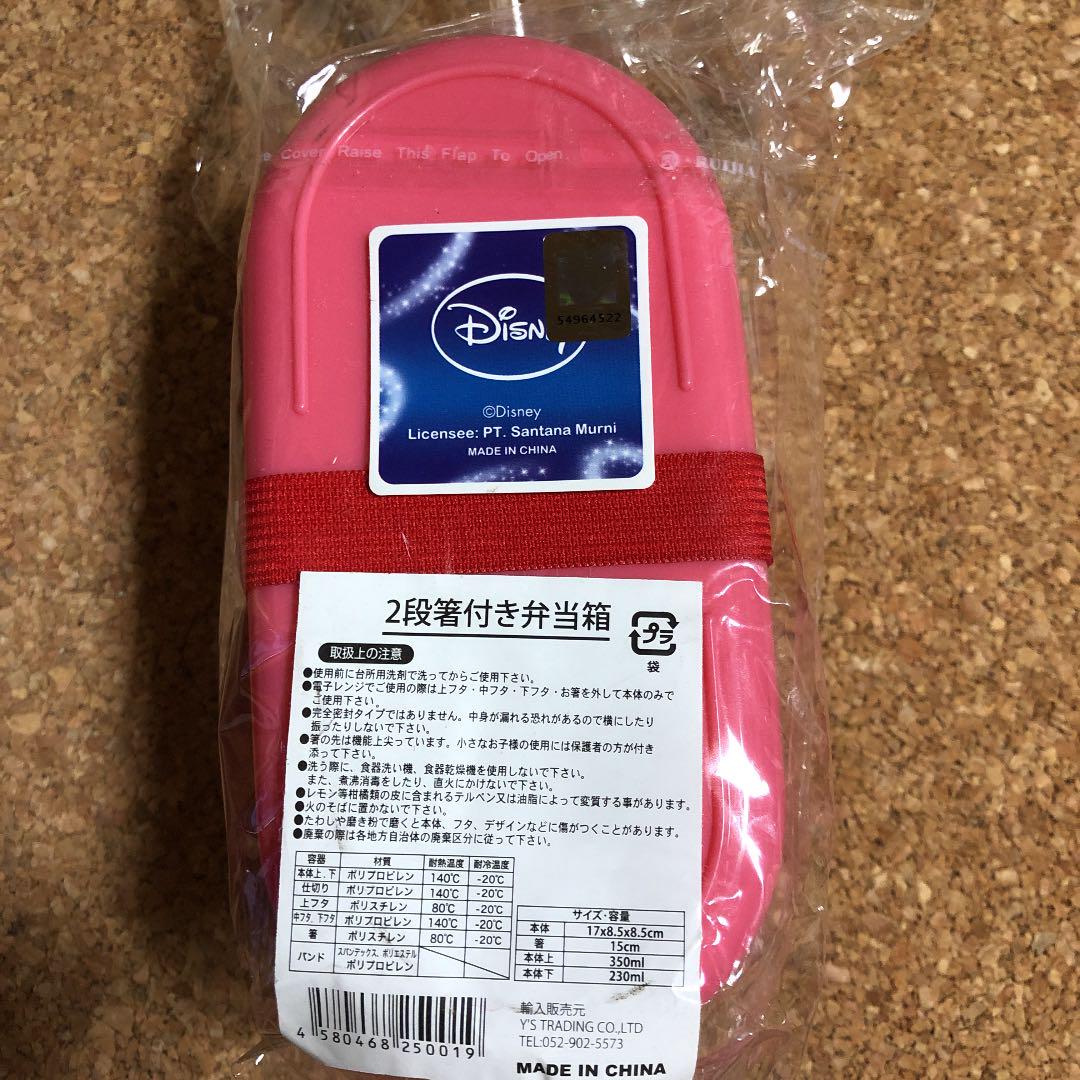 Cover Raise This Flap To Open
RUIJIA
54964522
Disney
©Disney
Licensee: PT. Santana Murni
MADE IN CHINA
2段箸付き弁当箱
プラ
袋
取扱上の注意
●使用前に台所用洗剤で洗ってからご使用下さい。
●電子レンジでご使用の際は上フタ・中フタ・下フタ・お箸を外して本体のみで
ご使用下さい。
●完全密封タイプではありません。中身が漏れる恐れがあるので横にしたり
振ったりしないで下さい。
●箸の先は機能上尖っています。小さなお子様の使用には保護者の方が付き
添って下さい。
●洗う際に、食器洗い機、食器乾燥機を使用しないで下さい。
また、煮沸消毒をしたり、直火にかけないで下さい。
●レモン等柑橘類の皮に含まれるテルペン又は油脂によって変質する事があります。
●火のそばに置かないで下さい。
●たわしや磨き粉で磨くと本体、フタ、デザインなどに傷がつくことがあります。
●廃棄の際は各地方自治体の廃棄区分に従って下さい。
容器 材質 耐熱温度 耐冷温度
本体上.下 ポリプロピレン 140℃ -20℃
仕切り ポリプロピレン 140℃ -20℃
上フタ ポリスチレン 80℃ -20℃
中フタ.下フタ ポリプロピレン 140℃ -20℃
箸 ポリスチレン 80℃ -20℃
バンド スパンデックス、ポリエステル
ポリプロピレン
サイズ・容量
本体 17x8.5x8.5cm
箸 15cm
本体上 350ml
本体下 230ml
4 580468 250019
輸入販売元
Y'S TRADING CO.,LTD
TEL:052-902-5573
MADE IN CHINA